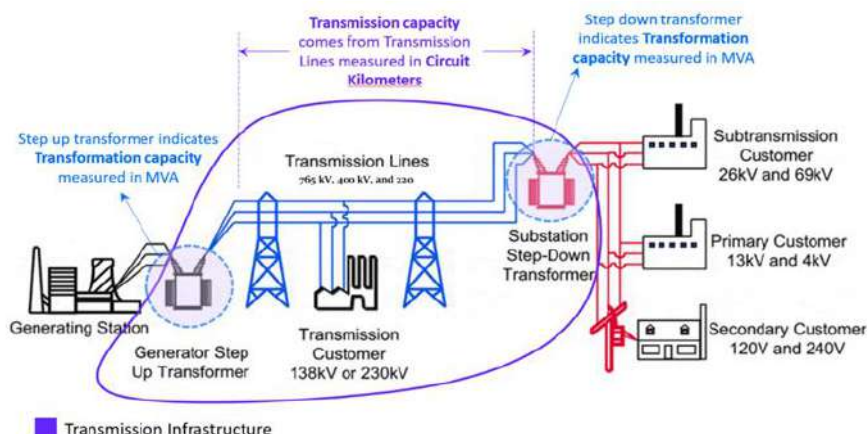 Transmission capacity
comes from Transmission
Lines measured in Circuit
Kilometers
Step down transformer
indicates Transformation
capacity measured in MVA
Step up transformer indicates
Transformation capacity
measured in MVA
Transmission Lines
765 kV, 400 kV, and 220
Subtransmission
Customer
26kV and 69kV
Substation
Step-Down
Transformer
Primary Customer
13kV and 4kV
Generating Station
Generator Step
Up Transformer
Transmission
Customer
138kV or 230kV
Secondary Customer
120V and 240V
Transmission Infrastructure